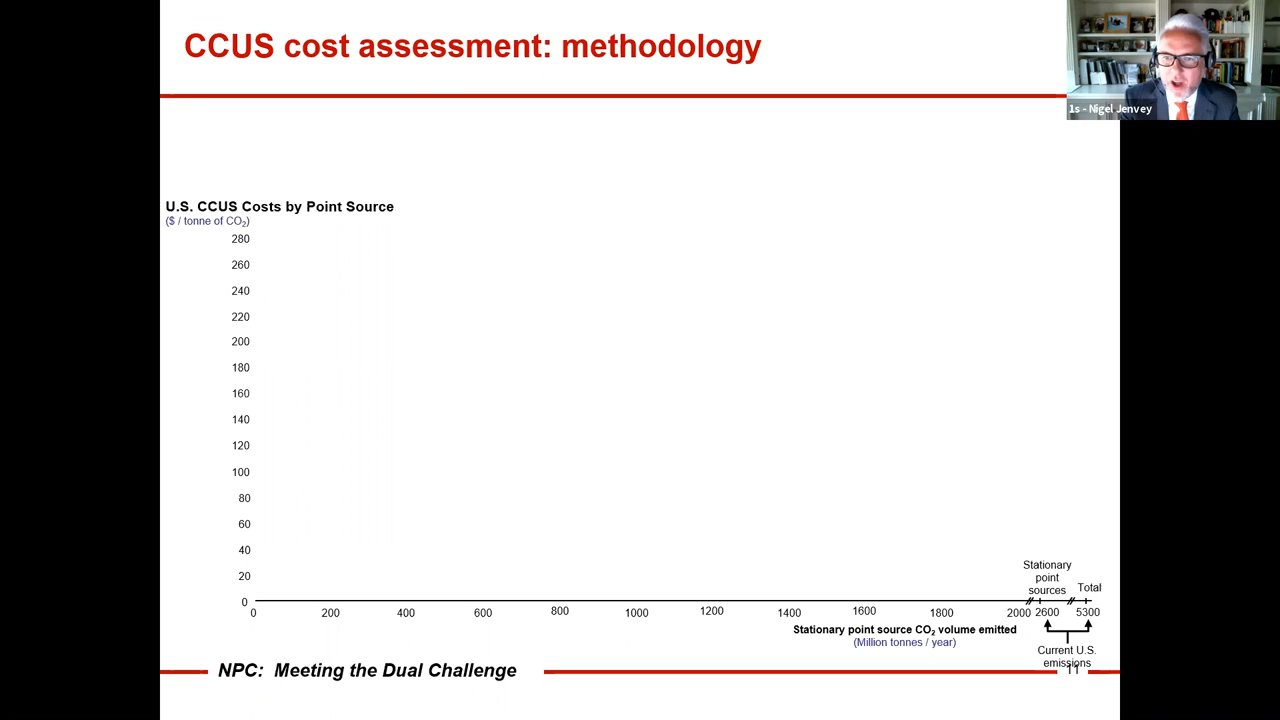 CCUS cost assessment: methodology
1s - Nigel Jenvey
U.S. CCUS Costs by Point Source
($ / tonne of CO2)
280
260
240
220
200
180
160
140
120
100
80
60
40
20
0
Stationary
point
sources
Total
0 200 400 600 800 1000 1200 1400 1600 1800 2000 2600 5300
Stationary point source CO2 volume emitted
(Million tonnes / year)
Current U.S.
emissions
NPC: Meeting the Dual Challenge
11